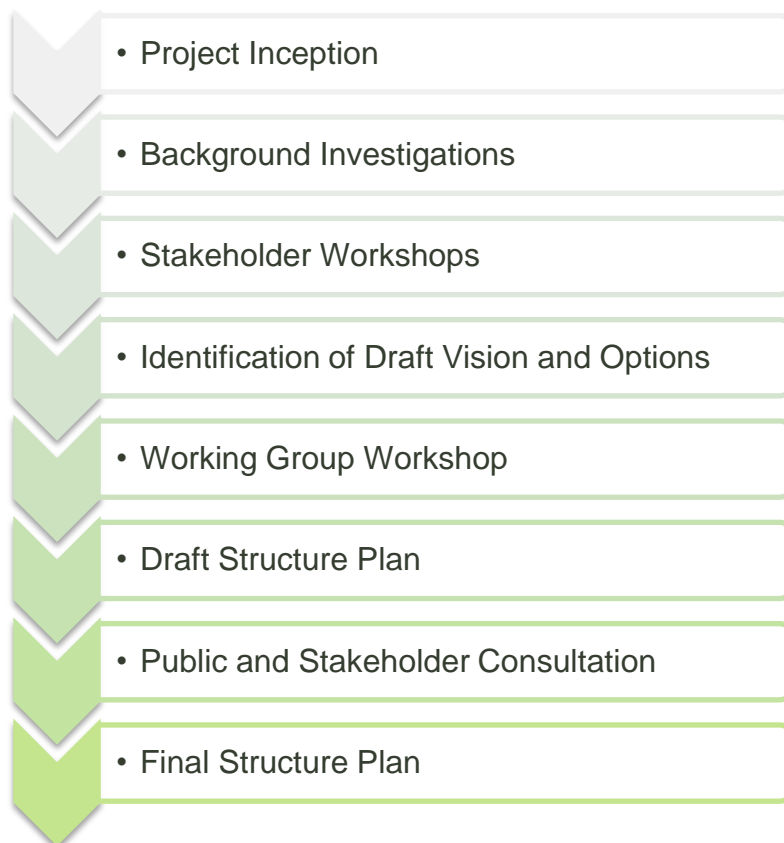 • Project Inception
• Background Investigations
• Stakeholder Workshops
• Identification of Draft Vision and Options
• Working Group Workshop
• Draft Structure Plan
• Public and Stakeholder Consultation
• Final Structure Plan